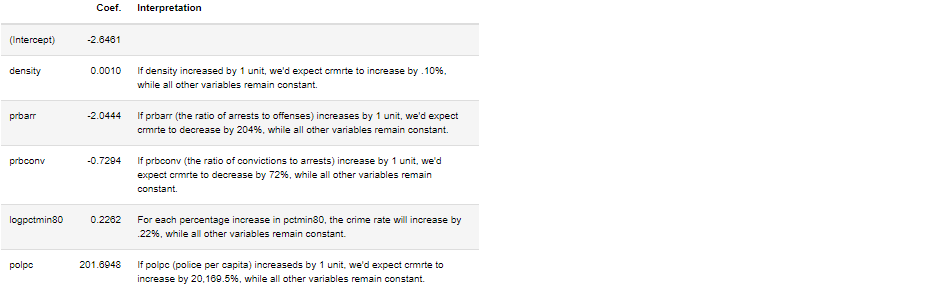 Coef. Interpretation
(Intercept) -2.6461
density 0.0010 If density increased by 1 unit, we'd expect crmrte to increase by .10%,
while all other variables remain constant.
prbarr -2.0444 If prbarr (the ratio of arrests to offenses) increases by 1 unit, we'd expect
crmrte to decrease by 204%, while all other variables remain constant.
prbconv -0.7294 If prbconv (the ratio of convictions to arrests) increase by 1 unit, we'd
expect crmrte to decrease by 72%, while all other variables remain
constant.
logpctmin80 0.2262 For each percentage increase in pctmin80, the crime rate will increase by
.22%, while all other variables remain constant.
polpc 201.6948 If polpc (police per capita) increaseds by 1 unit, we'd expect crmrte to
increase by 20,169.5%, while all other variables remain constant.